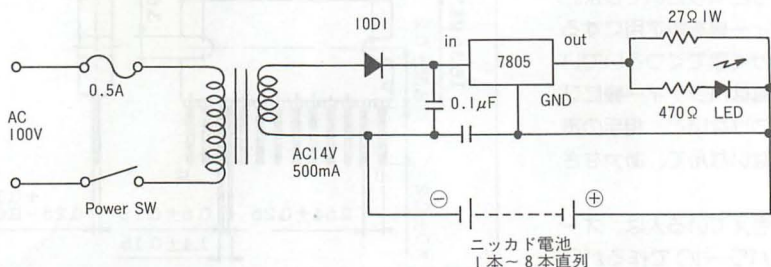 10D1
in
7805
out
27Ω 1W
0.5A
AC
100V
0.1μF
GND
470Ω
LED
AC14V
500mA
Power SW
⊖
⊕
ニッカド電池
1本〜8本直列